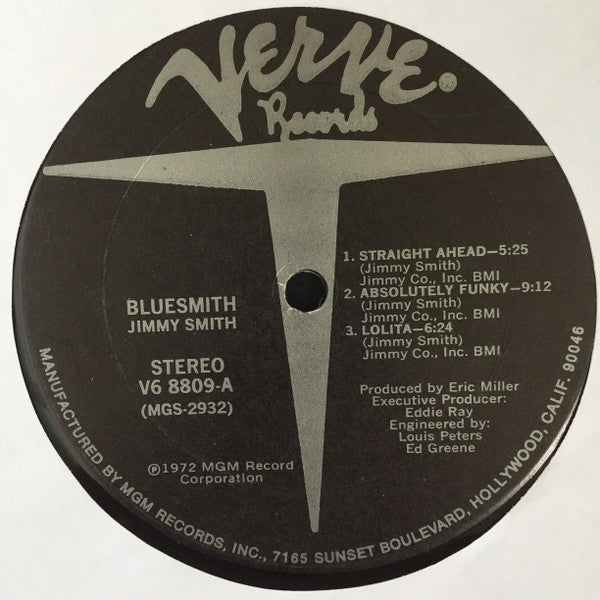 Verve®
Records
BLUESMITH
JIMMY SMITH
STEREO
V6 8809-A
(MGS-2932)
℗1972 MGM Record
Corporation
1. STRAIGHT AHEAD—5:25
(Jimmy Smith)
Jimmy Co., Inc. BMI
2. ABSOLUTELY FUNKY—9:12
(Jimmy Smith)
Jimmy Co., Inc. BMI
3. LOLITA—6:24
(Jimmy Smith)
Jimmy Co., Inc. BMI
Produced by Eric Miller
Executive Producer:
Eddie Ray
Engineered by:
Louis Peters
Ed Greene
MANUFACTURED BY MGM RECORDS, INC., 7165 SUNSET BOULEVARD, HOLLYWOOD, CALIF. 90046